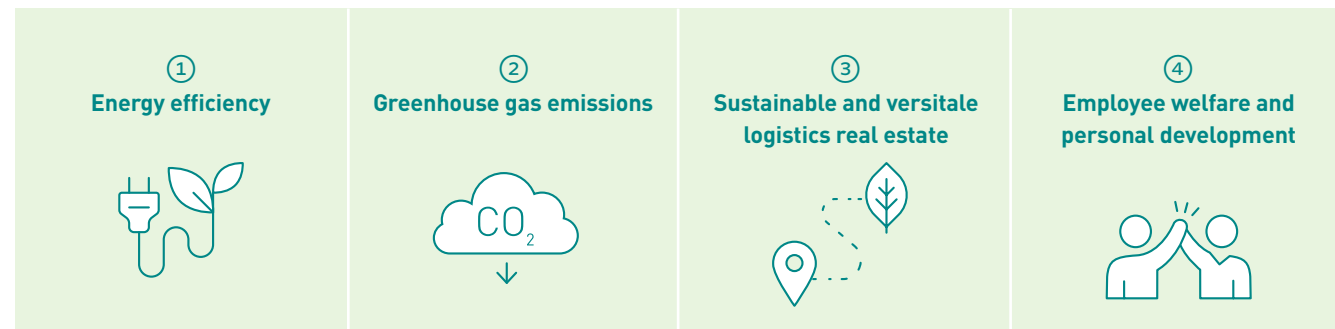 1
Energy efficiency
2
Greenhouse gas emissions
CO2
3
Sustainable and versitale
logistics real estate
4
Employee welfare and
personal development